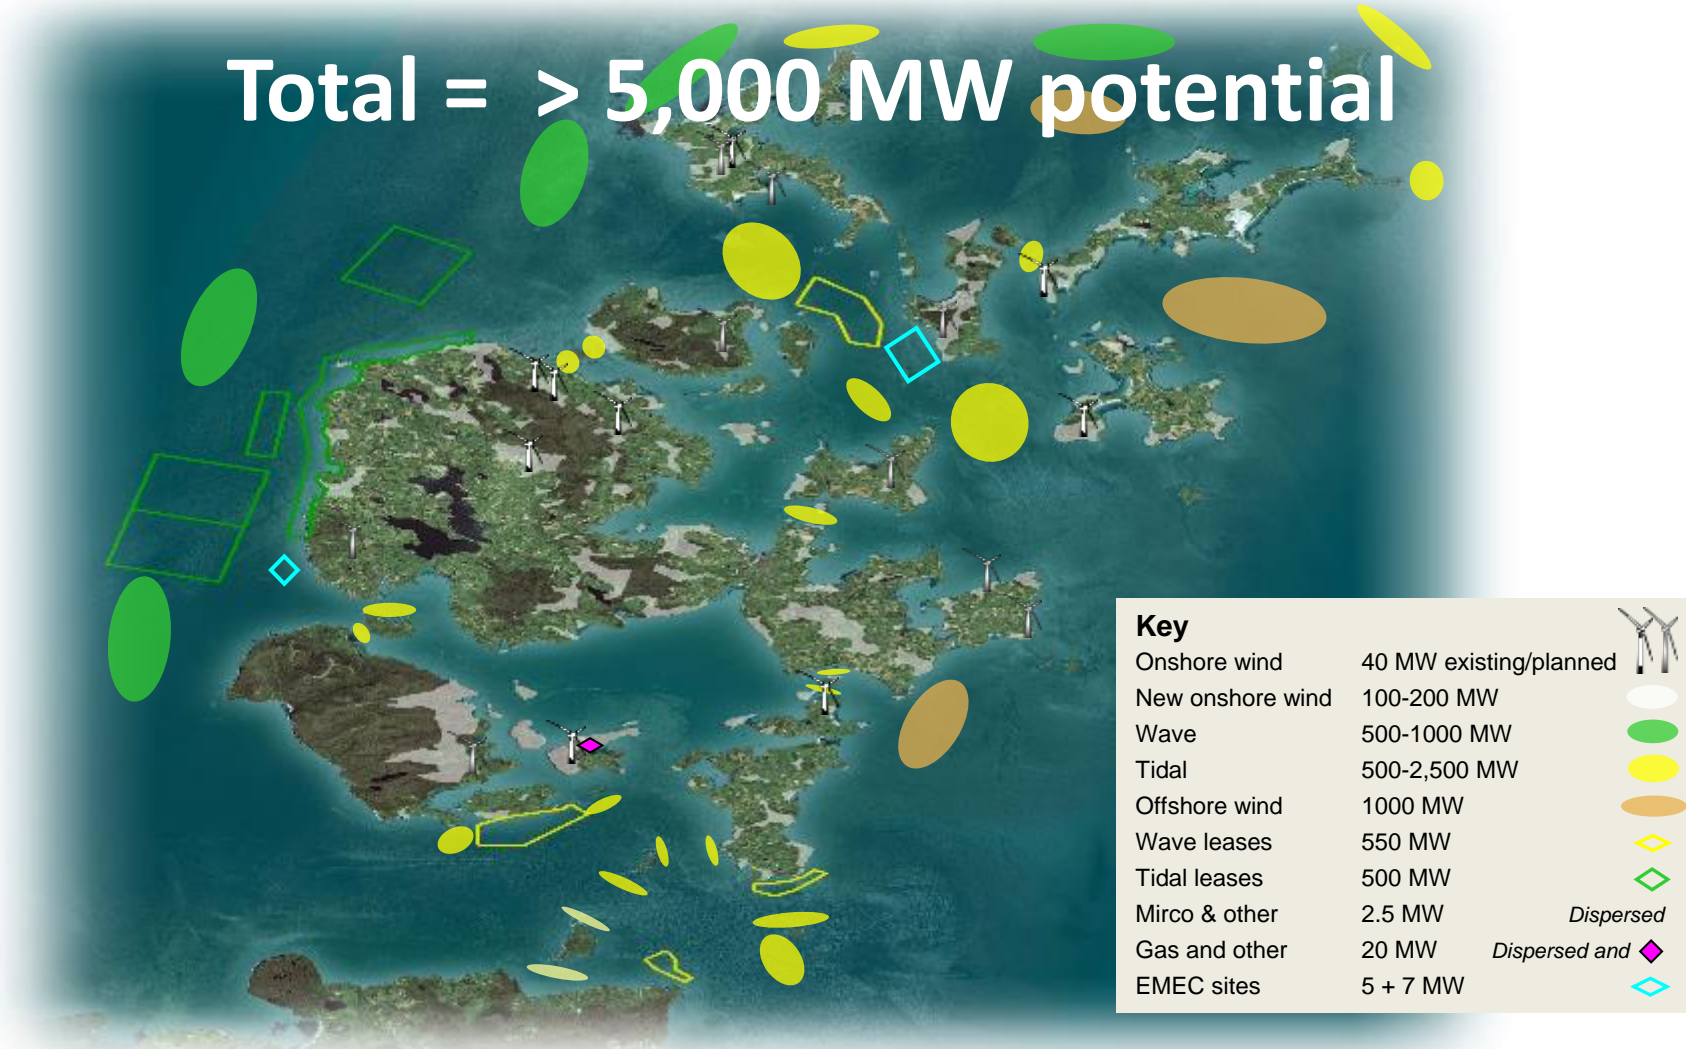 Total = > 5,000 MW potential
Key
Onshore wind 40 MW existing/planned
New onshore wind 100-200 MW
Wave 500-1000 MW
Tidal 500-2,500 MW
Offshore wind 1000 MW
Wave leases 550 MW
Tidal leases 500 MW
Mirco & other 2.5 MW Dispersed
Gas and other 20 MW Dispersed and
EMEC sites 5 + 7 MW